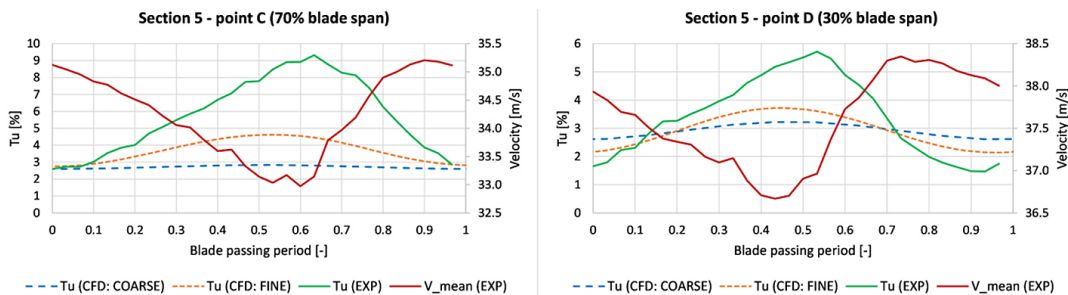 Section 5 - point C (70% blade span)
10
9
8
7
6
5
4
3
2
1
0
Tu [%]
35.5
35.0
34.5
34.0
33.5
33.0
32.5
Velocity [m/s]
0 0.1 0.2 0.3 0.4 0.5 0.6 0.7 0.8 0.9 1
Blade passing period [-]
Tu (CFD: COARSE) Tu (CFD: FINE) Tu (EXP) V_mean (EXP)
Section 5 - point D (30% blade span)
6
5
4
3
2
1
0
Tu [%]
38.5
38.0
37.5
37.0
36.5
Velocity [m/s]
0 0.1 0.2 0.3 0.4 0.5 0.6 0.7 0.8 0.9 1
Blade passing period [-]
Tu (CFD: COARSE) Tu (CFD: FINE) Tu (EXP) V_mean (EXP)